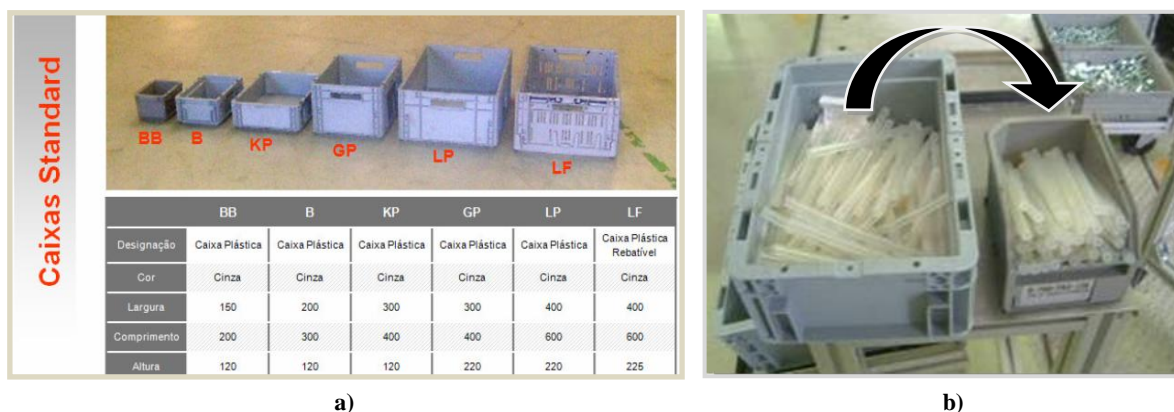 Caixas Standard
BB B KP GP LP LF
BB B KP GP LP LF
Designação Caixa Plástica Caixa Plástica Caixa Plástica Caixa Plástica Caixa Plástica Caixa Plástica Rebatível
Cor Cinza Cinza Cinza Cinza Cinza Cinza
Largura 150 200 300 300 400 400
Comprimento 200 300 400 400 600 600
Altura 120 120 120 220 220 225
a) b)